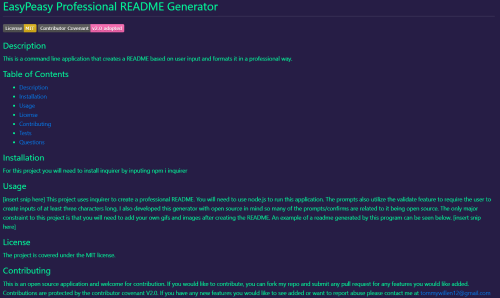 EasyPeasy Professional README Generator
License MIT Contributor Covenant V2.0 adopted
Description
This is a command line application that creates a README based on user input and formats it in a professional way.
Table of Contents
Description
Installation
Usage
License
Contributing
Tests
Questions
Installation
For this project you will need to install inquirer by inputing npm i inquirer
Usage
[insert snip here] This project uses inquirer to create a professional README. You will need to use node.js to run this application. The prompts also utilize the validate feature to require the user to
create inputs of at least three characters long. I also developed this generator with open source in mind so many of the prompts/confirms are related to it being open source. The only major
constraint to this project is that you will need to add your own gifs and images after creating the README. An example of a readme generated by this program can be seen below. [insert snip
here]
License
The project is covered under the MIT license.
Contributing
This is an open source application and welcome for contribution. If you would like to contribute, you can fork my repo and submit any pull request for any features you would like added.
Contributions are protected by the contributor covenant V2.0. If you have any new features you would like to see added or want to report abuse please contact me at